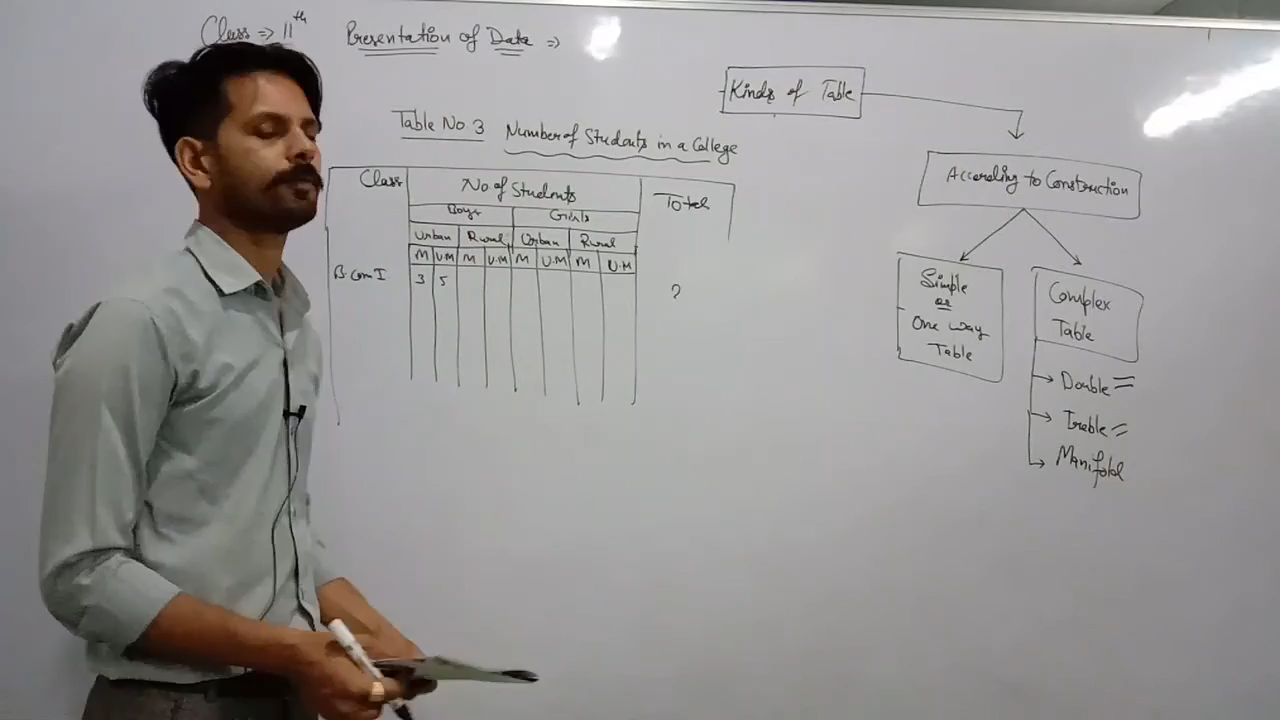 Class => 11th
Presentation of Data =>
Kinds of Table
Table No. 3 Number of Students in a College
According to Construction
Class No of Students Total
Boys Girls
Urban Rural Urban Rural
M U.M M U.M M U.M M U.M
B.Com I 3 5 ?
Simple
or
One way
Table
Complex
Table
Double =
Treble =
Manifold